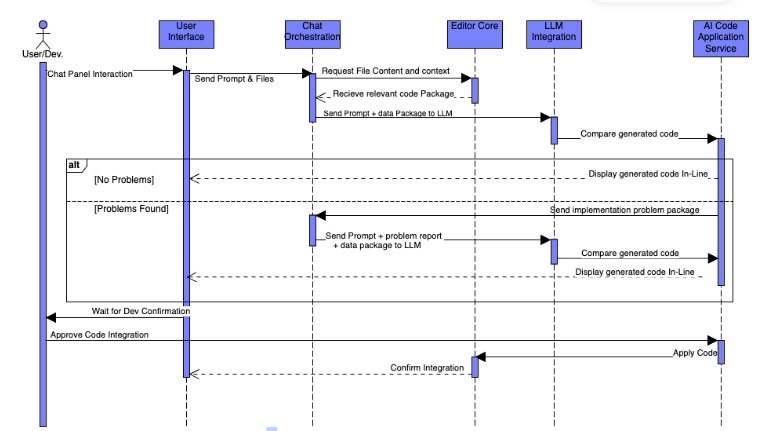 User
Interface
Chat
Orchestration
Editor Core
LLM
Integration
AI Code
Application
Service
User/Dev.
Chat Panel Interaction
Send Prompt & Files
Request File Content and context
Recieve relevant code Package
Send Prompt + data Package to LLM
Compare generated code
alt
[No Problems]
Display generated code In-Line
[Problems Found]
Send implementation problem package
Send Prompt + problem report
+ data package to LLM
Compare generated code
Display generated code In-Line
Wait for Dev Confirmation
Approve Code Integration
Apply Code
Confirm Integration